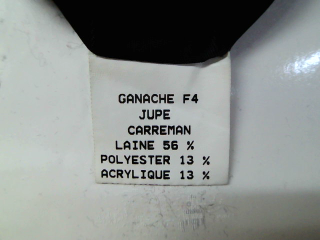 GANACHE F4
JUPE
CARREMAN
LAINE 56 %
POLYESTER 13 %
ACRYLIQUE 13 %